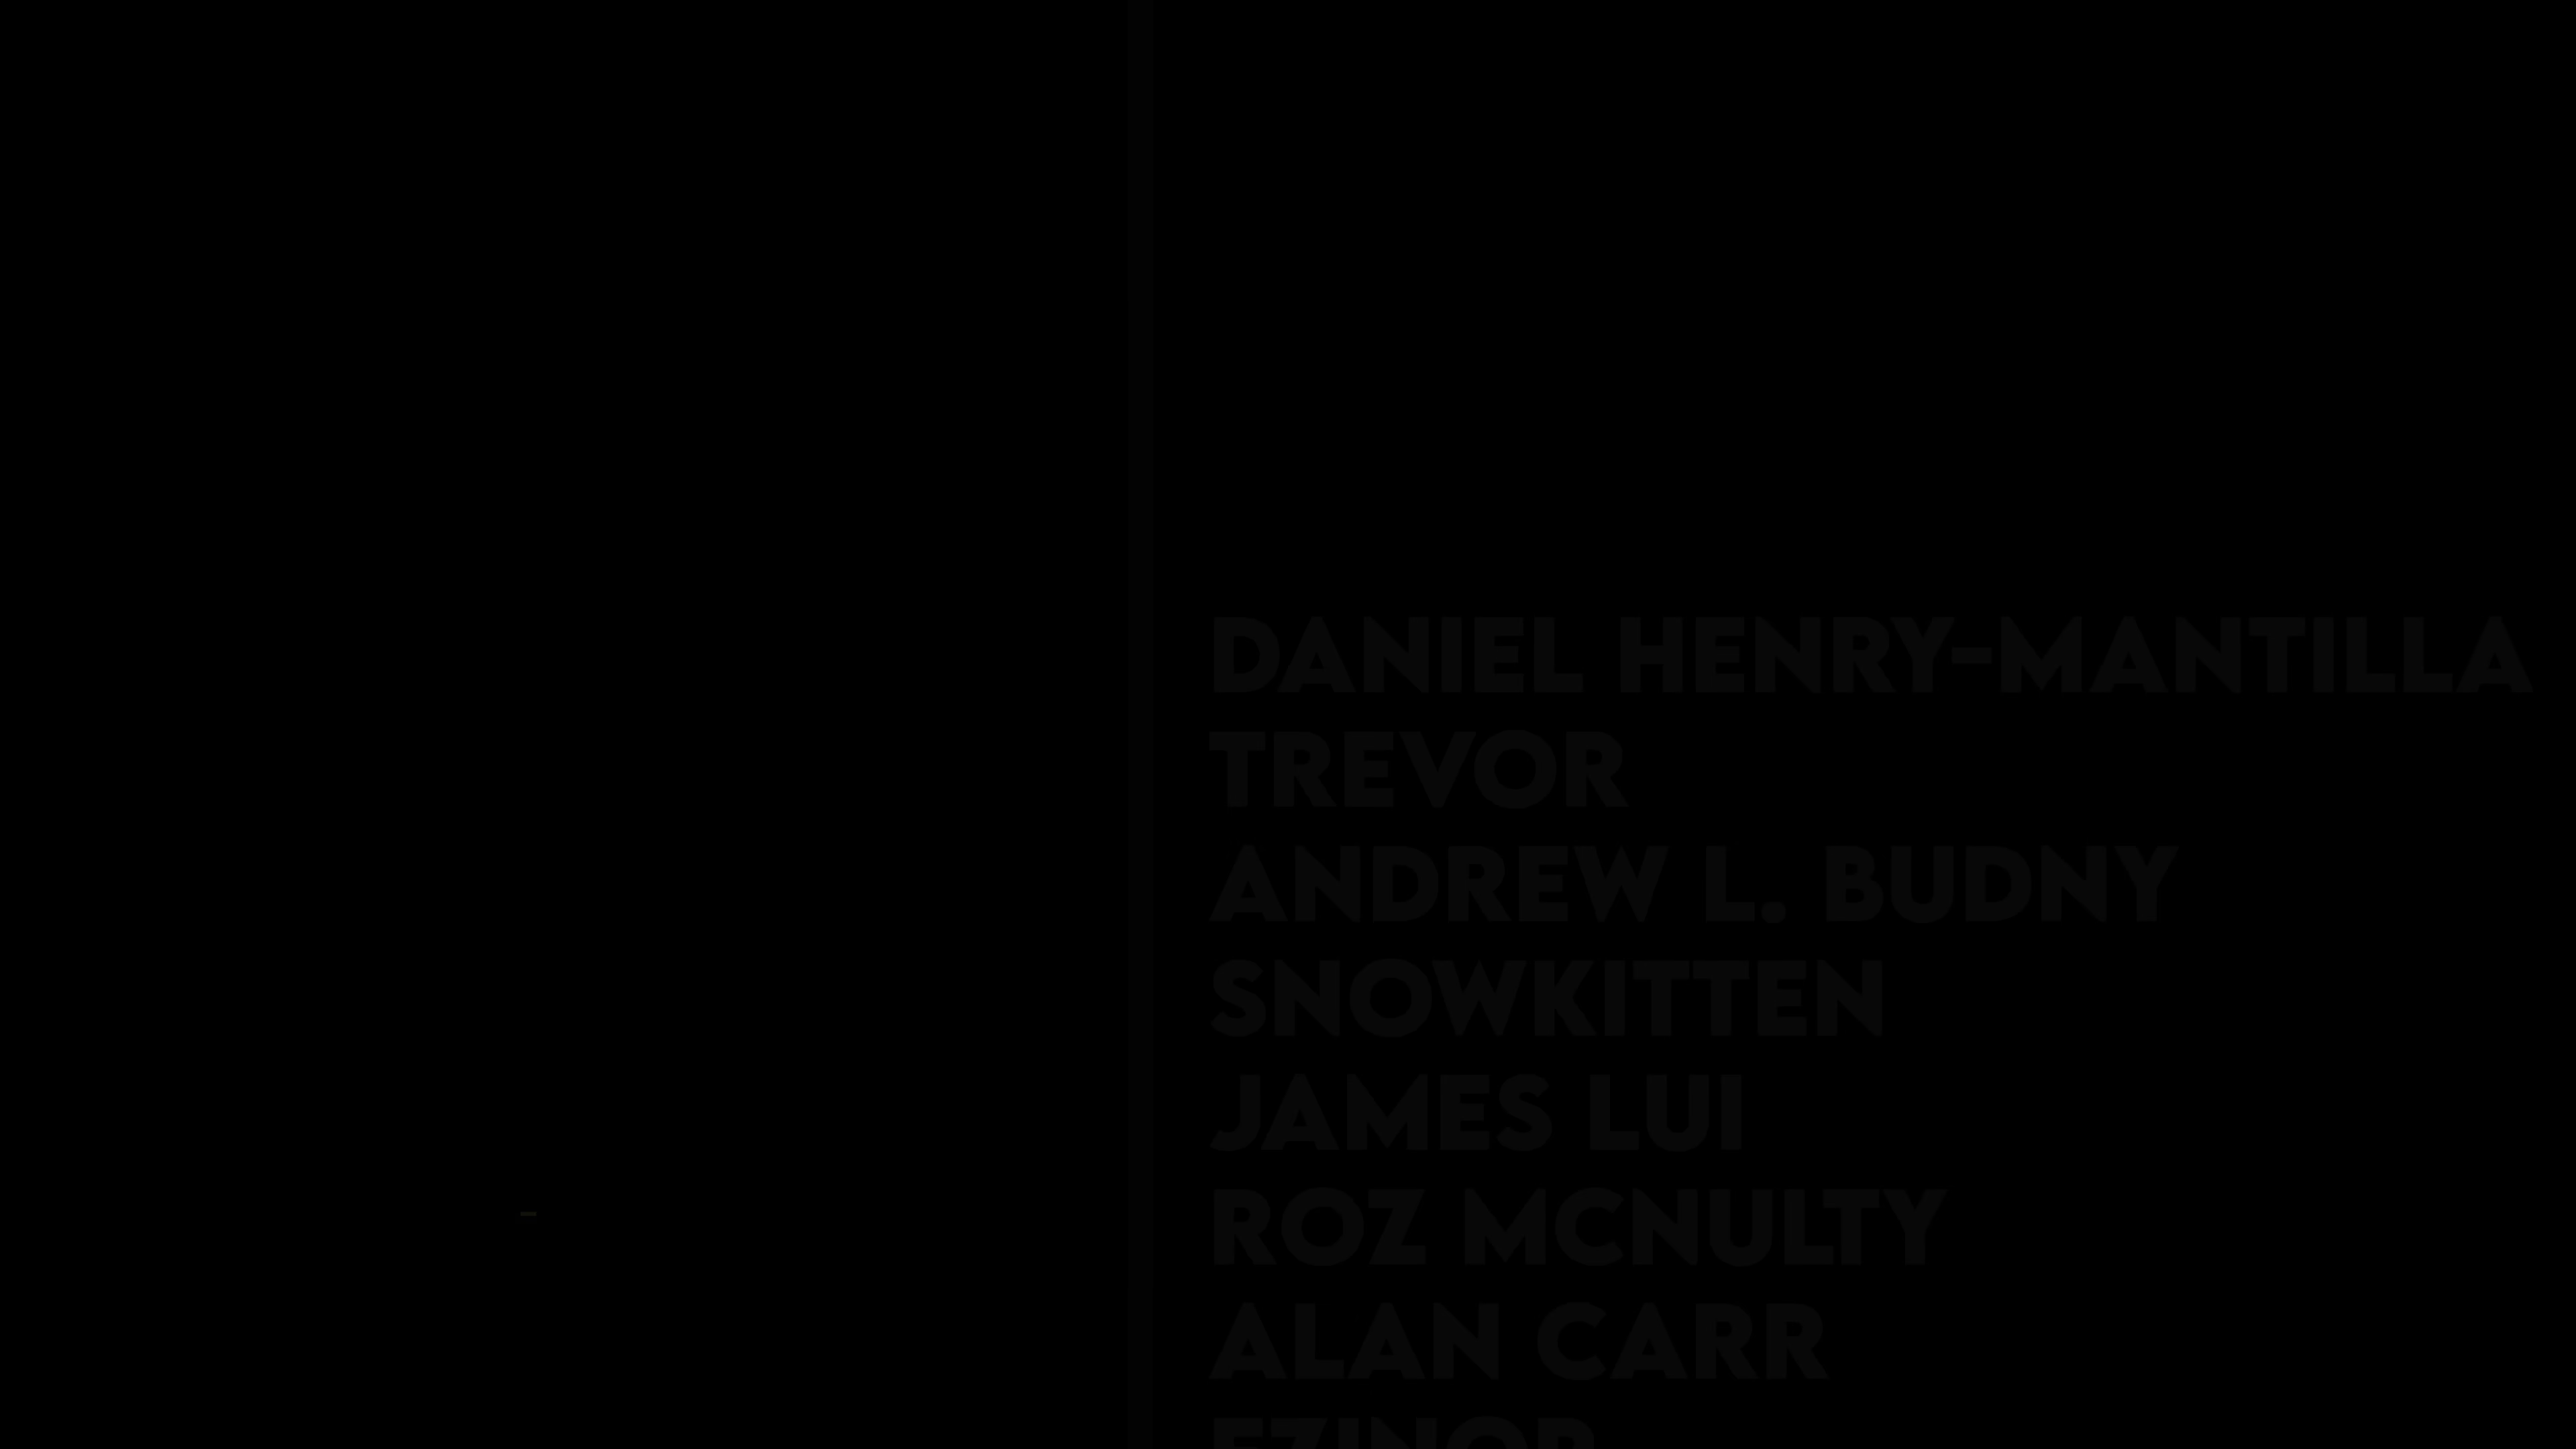 DANIEL HENRY-MANTILLA
TREVOR
ANDREW L. BUDNY
SNOWKITTEN
JAMES LUI
ROZ MCNULTY
ALAN CARR